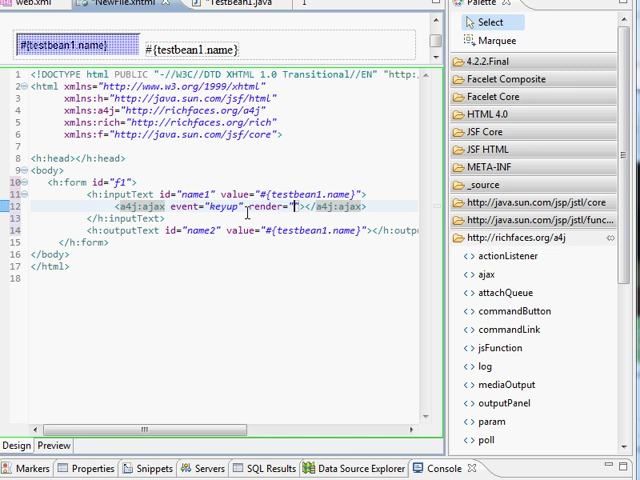 web.xml
*NewFile.xhtml
*TestBean1.java
Palette
#{testbean1.name}
#{testbean1.name}
Select
Marquee
4.2.2.Final
Facelet Composite
Facelet Core
HTML 4.0
JSF Core
JSF HTML
META-INF
_source
http://java.sun.com/jsp/jstl/core
http://java.sun.com/jsp/jstl/func...
http://richfaces.org/a4j
actionListener
ajax
attachQueue
commandButton
commandLink
jsFunction
log
mediaOutput
outputPanel
param
poll
1 <!DOCTYPE html PUBLIC "-//W3C//DTD XHTML 1.0 Transitional//EN" "http:
2 <html xmlns="http://www.w3.org/1999/xhtml"
3 xmlns:h="http://java.sun.com/jsf/html"
4 xmlns:a4j="http://richfaces.org/a4j"
5 xmlns:rich="http://richfaces.org/rich"
6 xmlns:f="http://java.sun.com/jsf/core">
7
8 <h:head></h:head>
9 <body>
10 <h:form id="f1">
11 <h:inputText id="name1" value="#{testbean1.name}">
12 <a4j:ajax event="keyup" render=""></a4j:ajax>
13 </h:inputText>
14 <h:outputText id="name2" value="#{testbean1.name}"></h:outpu
15 </h:form>
16 </body>
17 </html>
18
Design Preview
Markers Properties Snippets Servers SQL Results Data Source Explorer Console